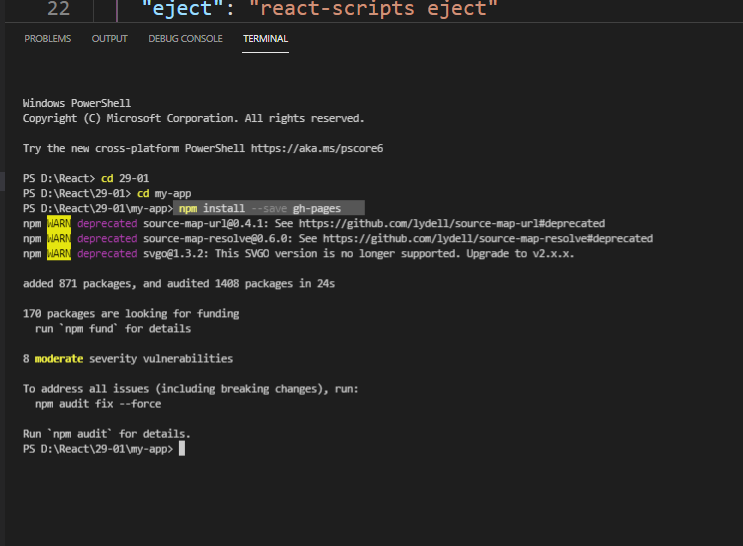 22 "eject": "react-scripts eject"
PROBLEMS OUTPUT DEBUG CONSOLE TERMINAL
Windows PowerShell
Copyright (C) Microsoft Corporation. All rights reserved.
Try the new cross-platform PowerShell https://aka.ms/pscore6
PS D:\React> cd 29-01
PS D:\React\29-01> cd my-app
PS D:\React\29-01\my-app> npm install --save gh-pages
npm WARN deprecated source-map-url@0.4.1: See https://github.com/lydell/source-map-url#deprecated
npm WARN deprecated source-map-resolve@0.6.0: See https://github.com/lydell/source-map-resolve#deprecated
npm WARN deprecated svgo@1.3.2: This SVGO version is no longer supported. Upgrade to v2.x.x.
added 871 packages, and audited 1408 packages in 24s
170 packages are looking for funding
run `npm fund` for details
8 moderate severity vulnerabilities
To address all issues (including breaking changes), run:
npm audit fix --force
Run `npm audit` for details.
PS D:\React\29-01\my-app>